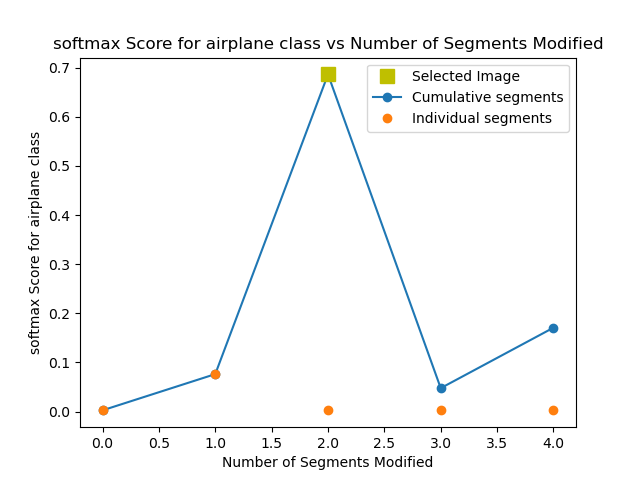 softmax Score for airplane class vs Number of Segments Modified
Selected Image
Cumulative segments
Individual segments
softmax Score for airplane class
0.7
0.6
0.5
0.4
0.3
0.2
0.1
0.0
0.0 0.5 1.0 1.5 2.0 2.5 3.0 3.5 4.0
Number of Segments Modified